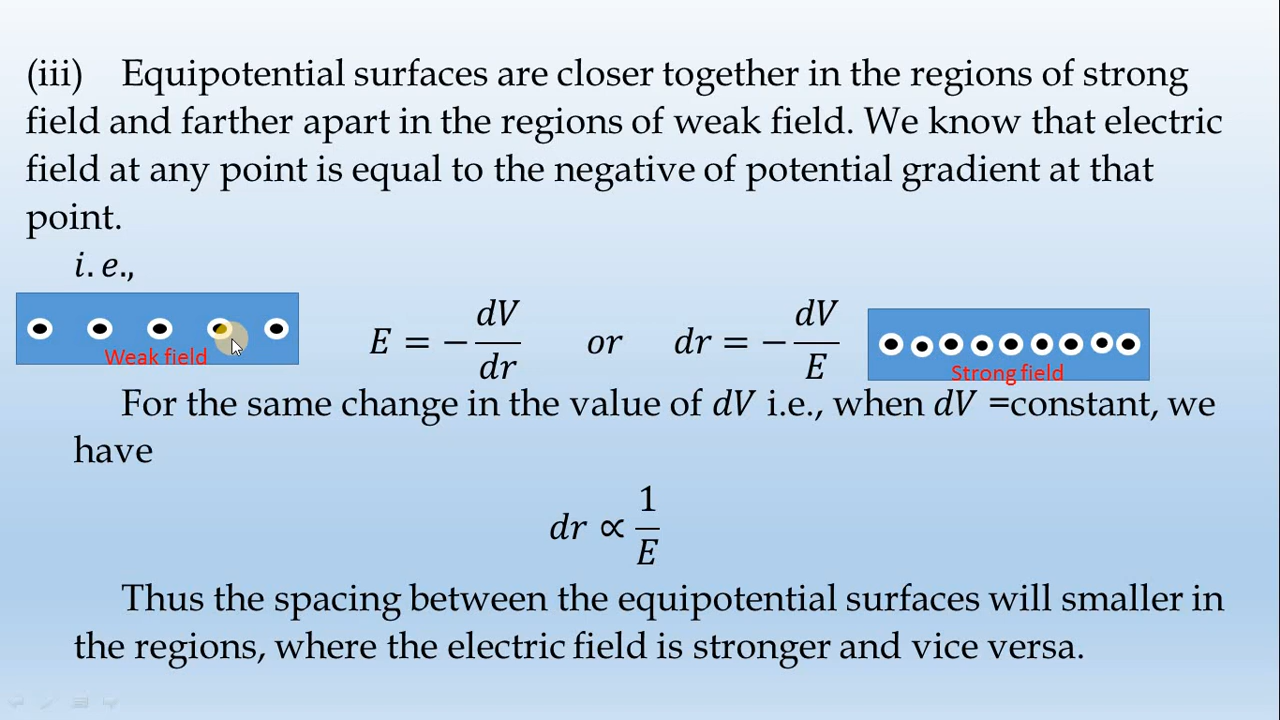 (iii) Equipotential surfaces are closer together in the regions of strong
field and farther apart in the regions of weak field. We know that electric
field at any point is equal to the negative of potential gradient at that
point.
i.e.,
E = −dV/dr or dr = −dV/E
Weak field
Strong field
For the same change in the value of dV i.e., when dV =constant, we
have
dr ∝ 1/E
Thus the spacing between the equipotential surfaces will smaller in
the regions, where the electric field is stronger and vice versa.